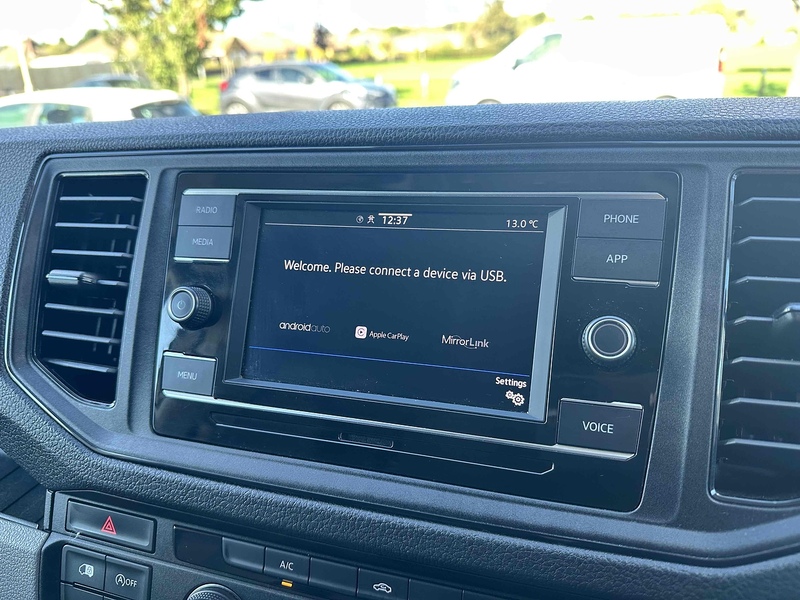 RADIO
MEDIA
MENU
12:37
13.0 °C
Welcome. Please connect a device via USB.
androidauto
Apple CarPlay
MirrorLink
Settings
PHONE
APP
VOICE
A/C
A OFF